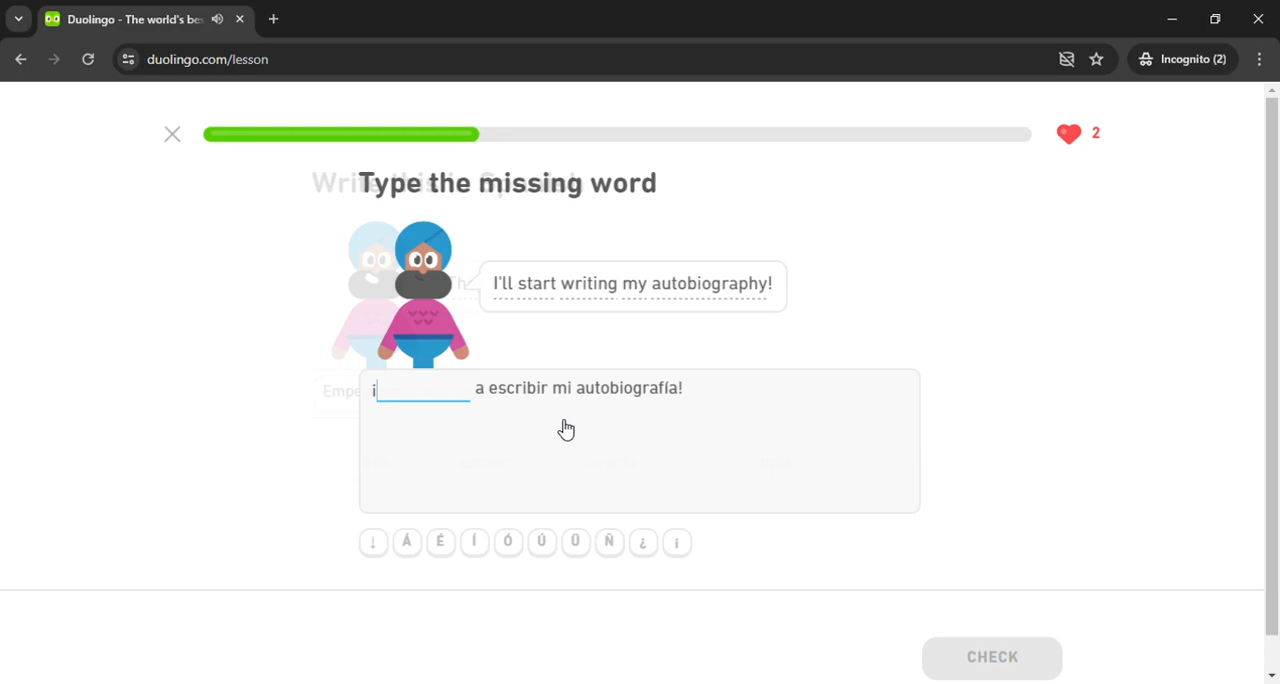 Duolingo - The world's bes
duolingo.com/lesson
Incognito (2)
2
Type the missing word
I'll start writing my autobiography!
¡ a escribir mi autobiografía!
↓ Á É Í Ó Ú Ü Ñ ¿ ¡
CHECK